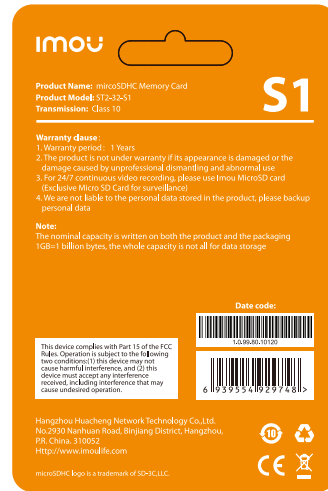 imou
S1
Product Name: mircoSDHC Memory Card
Product Model: ST2-32-S1
Transmission: Class 10
Warranty clause:
1. Warranty period: 1 Years
2. The product is not under warranty if its appearance is damaged or the
damage caused by unprofessional dismantling and abnormal use
3. For 24/7 continuous video recording, please use Imou MicroSD card
(Exclusive Micro SD Card for surveillance)
4. We are not liable to the personal data stored in the product, please backup
personal data
Note:
The nominal capacity is written on both the product and the packaging
1GB=1 billion bytes, the whole capacity is not all for data storage
Date code:
1.0.99.80.10120
This device complies with Part 15 of the FCC
Rules. Operation is subject to the following
two conditions:(1) this device may not
cause harmful interference, and (2) this
device must accept any interference
received, including interference that may
cause undesired operation.
6 939554 929748 >
Hangzhou Huacheng Network Technology Co.,Ltd.
No.2930 Nanhuan Road, Binjiang District, Hangzhou,
P.R. China. 310052
Http://www.imoulife.com
10
CE
microSDHC logo is a trademark of SD-3C,LLC.